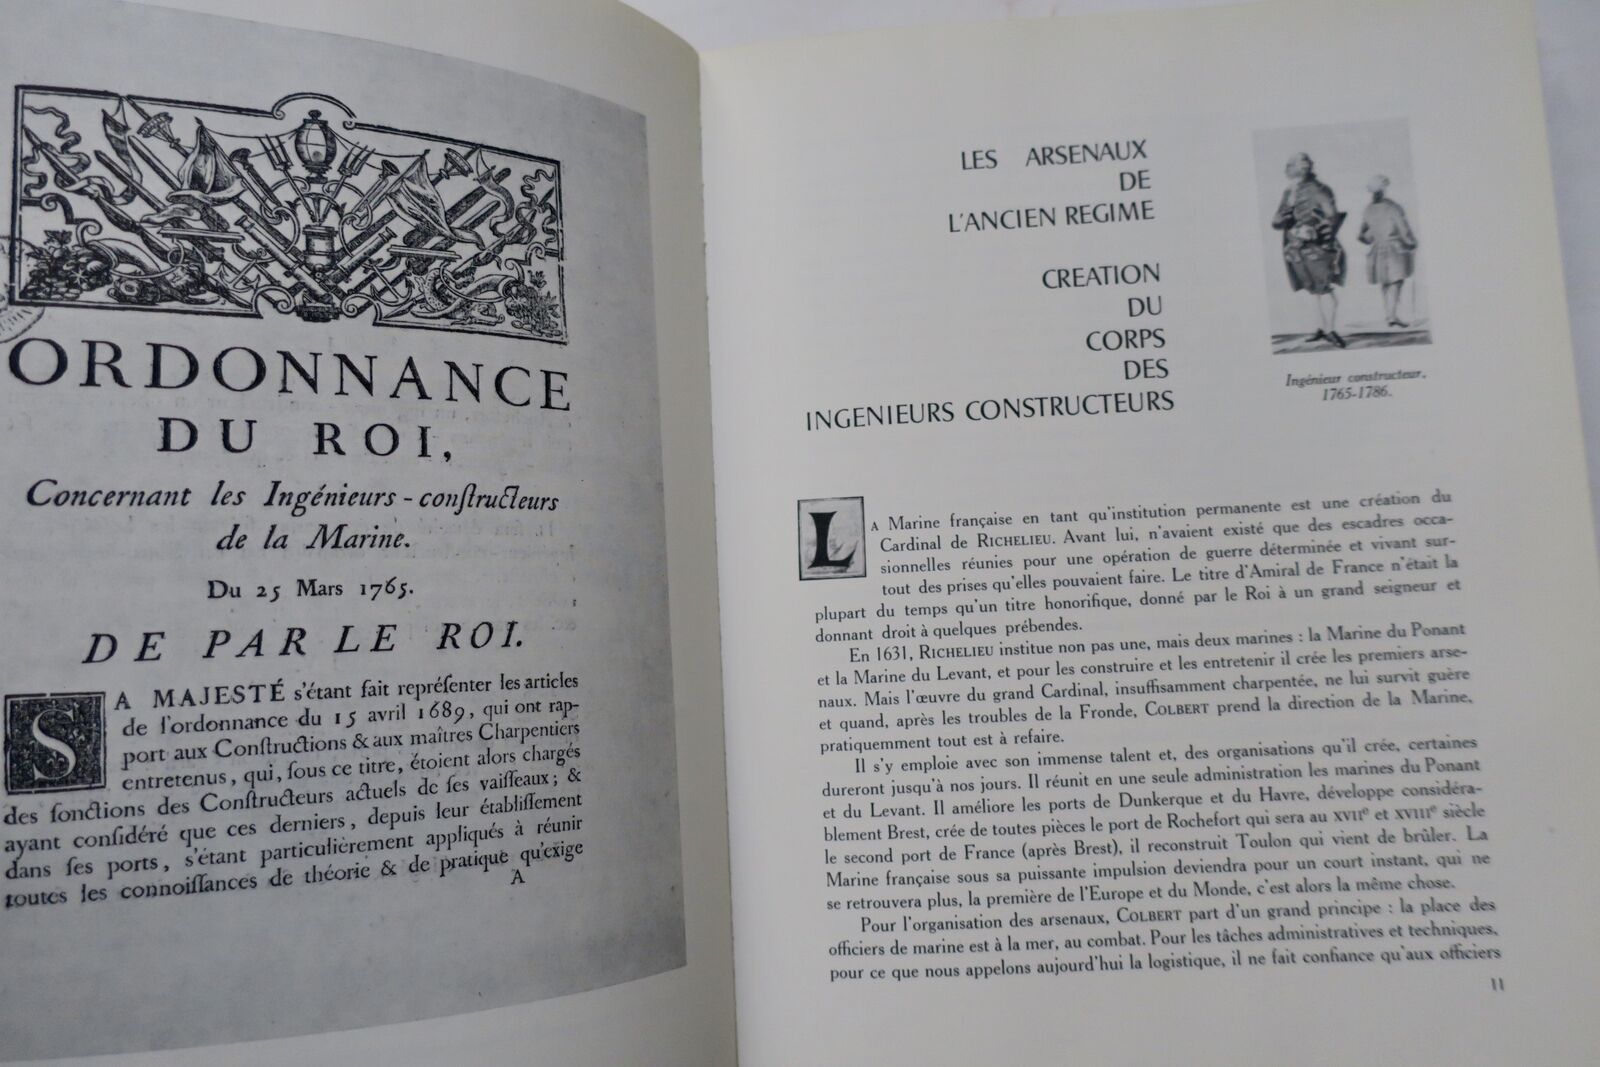 ORDONNANCE
DU ROI,
Concernant les Ingénieurs-conſtructeurs
de la Marine.
Du 25 Mars 1765.
DE PAR LE ROI.
SA MAJESTÉ s'étant fait repréſenter les articles
de l'ordonnance du 15 avril 1689, qui ont rap-
port aux Conſtructions & aux maîtres Charpentiers
entretenus, qui, ſous ce titre, étoient alors chargés
des fonctions des Conſtructeurs actuels de ſes vaiſſeaux; &
ayant conſidéré que ces derniers, depuis leur établiſſement
dans ſes ports, s'étant particulièrement appliqués à réunir
toutes les connoiſſances de théorie & de pratique qu'exige
A
LES ARSENAUX
DE
L'ANCIEN REGIME
CREATION
DU
CORPS
DES
INGENIEURS CONSTRUCTEURS
Ingénieur constructeur.
1765-1786.
LA Marine française en tant qu'institution permanente est une création du
Cardinal de RICHELIEU. Avant lui, n'avaient existé que des escadres occa-
sionnelles réunies pour une opération de guerre déterminée et vivant sur-
tout des prises qu'elles pouvaient faire. Le titre d'Amiral de France n'était la
plupart du temps qu'un titre honorifique, donné par le Roi à un grand seigneur et
donnant droit à quelques prébendes.
En 1631, RICHELIEU institue non pas une, mais deux marines : la Marine du Ponant
et la Marine du Levant, et pour les construire et les entretenir il crée les premiers arse-
naux. Mais l'œuvre du grand Cardinal, insuffisamment charpentée, ne lui survit guère
et quand, après les troubles de la Fronde, COLBERT prend la direction de la Marine,
pratiquemment tout est à refaire.
Il s'y emploie avec son immense talent et, des organisations qu'il crée, certaines
dureront jusqu'à nos jours. Il réunit en une seule administration les marines du Ponant
et du Levant. Il améliore les ports de Dunkerque et du Havre, développe considéra-
blement Brest, crée de toutes pièces le port de Rochefort qui sera au XVIIe et XVIIIe siècle
le second port de France (après Brest), il reconstruit Toulon qui vient de brûler. La
Marine française sous sa puissante impulsion deviendra pour un court instant, qui ne
se retrouvera plus, la première de l'Europe et du Monde, c'est alors la même chose.
Pour l'organisation des arsenaux, COLBERT part d'un grand principe : la place des
officiers de marine est à la mer, au combat. Pour les tâches administratives et techniques,
pour ce que nous appelons aujourd'hui la logistique, il ne fait confiance qu'aux officiers
11